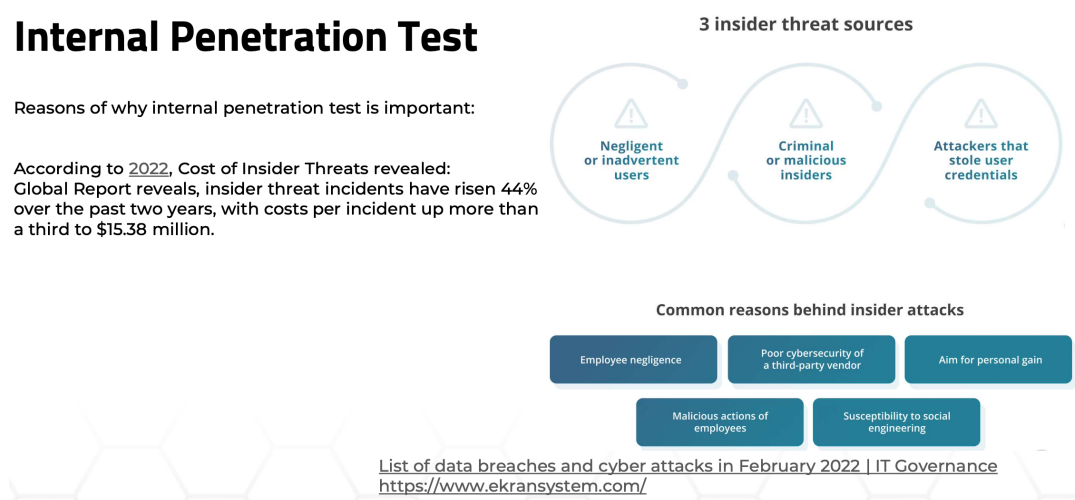 Internal Penetration Test
Reasons of why internal penetration test is important:
According to 2022, Cost of Insider Threats revealed:
Global Report reveals, insider threat incidents have risen 44%
over the past two years, with costs per incident up more than
a third to $15.38 million.
3 insider threat sources
Negligent
or inadvertent
users
Criminal
or malicious
insiders
Attackers that
stole user
credentials
Common reasons behind insider attacks
Employee negligence
Poor cybersecurity of
a third-party vendor
Aim for personal gain
Malicious actions of
employees
Susceptibility to social
engineering
List of data breaches and cyber attacks in February 2022 | IT Governance
https://www.ekransystem.com/